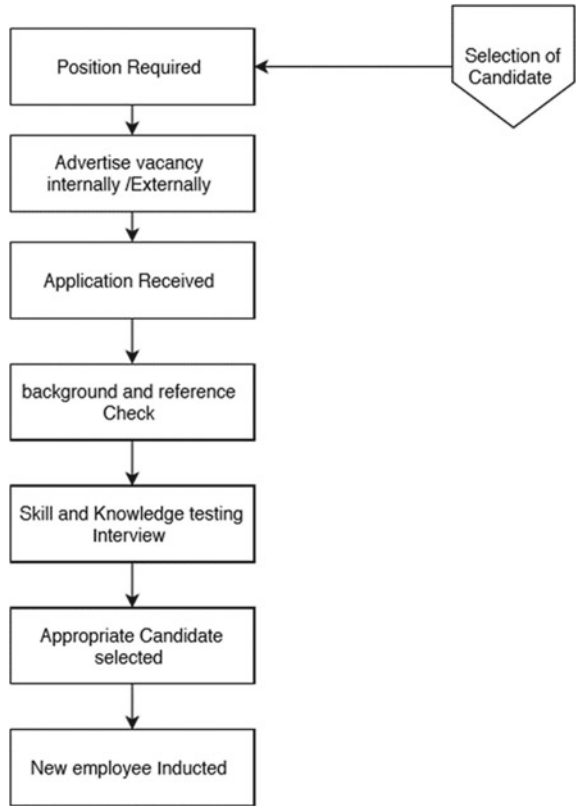 Position Required
Selection of
Candidate
Advertise vacancy
internally /Externally
Application Received
background and reference
Check
Skill and Knowledge testing
Interview
Appropriate Candidate
selected
New employee Inducted